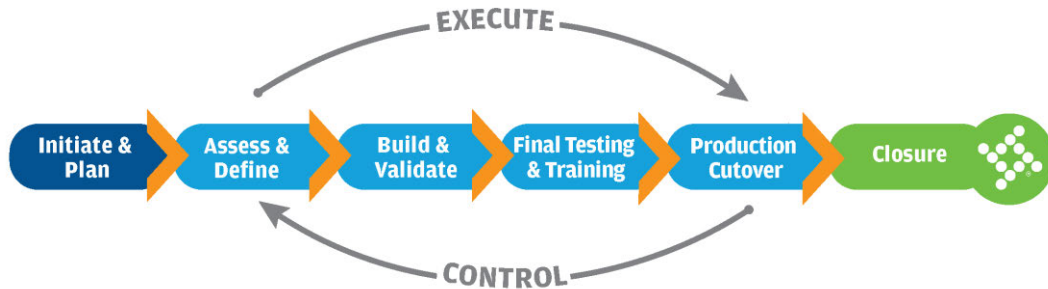 EXECUTE
Initiate &
Plan
Assess &
Define
Build &
Validate
Final Testing
& Training
Production
Cutover
Closure
CONTROL